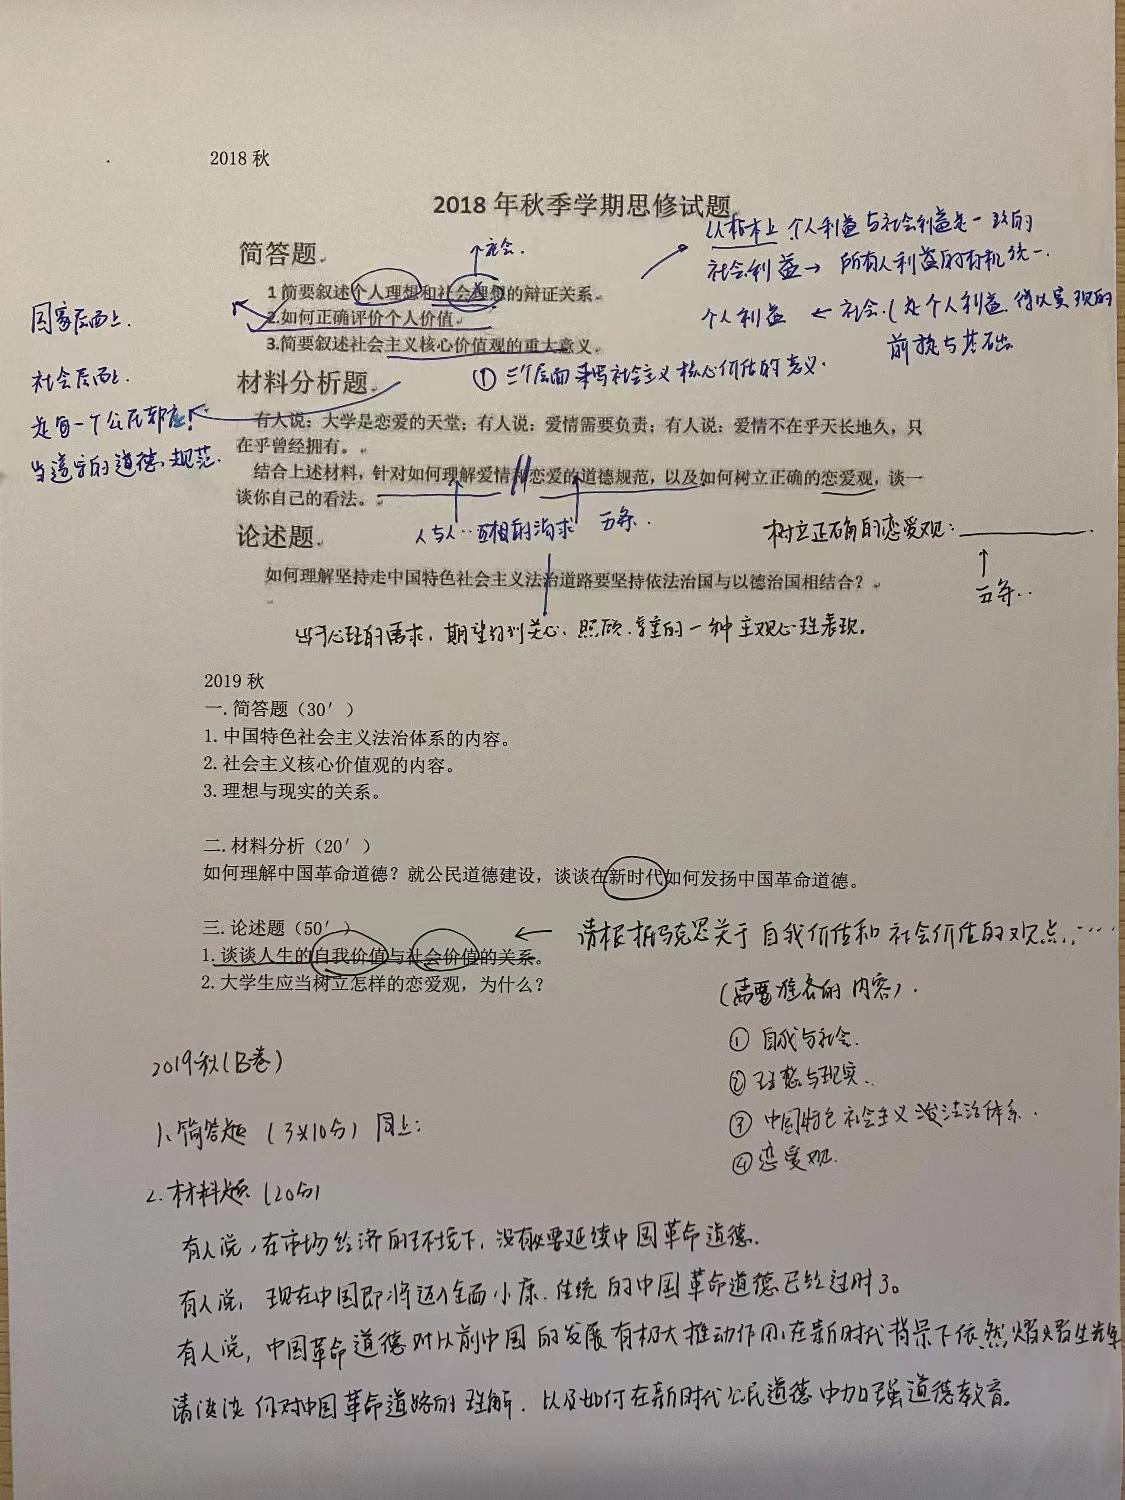 2018 秋
2018 年秋季学期思修试题
从根本上 个人利益与社会利益是一致的
社会利益→ 所有人利益的有机统一.
个人利益 ← 社会.(是个人利益 得以实现的
前提与基础
简答题
社会.
1 简要叙述个人理想和社会理想的辩证关系。
2.如何正确评价个人价值
3.简要叙述社会主义核心价值观的重大意义。
① 三个层面来写社会主义核心价值的意义.
国家层面上.
社会层面上.
是每一个公民都应
当遵守的道德规范.
材料分析题
有人说：大学是恋爱的天堂；有人说：爱情需要负责；有人说：爱情不在乎天长地久，只
在乎曾经拥有。
结合上述材料，针对如何理解爱情和恋爱的道德规范，以及如何树立正确的恋爱观，谈一
谈你自己的看法。
人与人..互相的渴求
五条.
树立正确的恋爱观:
五条..
论述题
如何理解坚持走中国特色社会主义法治道路要坚持依法治国与以德治国相结合？
出于心理的需求，期望得到关心、照顾、尊重的一种主观心理表现.
2019 秋
一. 简答题（30′）
1. 中国特色社会主义法治体系的内容。
2. 社会主义核心价值观的内容。
3. 理想与现实的关系。
二. 材料分析（20′）
如何理解中国革命道德？就公民道德建设，谈谈在新时代如何发扬中国革命道德。
三. 论述题（50′）
← 请根据马克思关于自我价值和社会价值的观点,:····
1. 谈谈人生的自我价值与社会价值的关系。
2. 大学生应当树立怎样的恋爱观，为什么？
(需要准备的内容).
① 自我与社会.
② 理想与现实.
③ 中国特色社会主义法治体系.
④ 恋爱观.
2019秋(B卷)
1、简答题 (3×10分) 同上:
2. 材料题 (20分)
有人说,在市场经济的环境下,没有必要延续中国革命道德.
有人说, 现在中国即将迈入全面小康.传统的中国革命道德已经过时了。
有人说, 中国革命道德对以前中国的发展有极大推动作用,在新时代背景下依然熠熠生光辉
请谈谈你对中国革命道路的理解, 以及如何在新时代公民道德中加强道德教育。